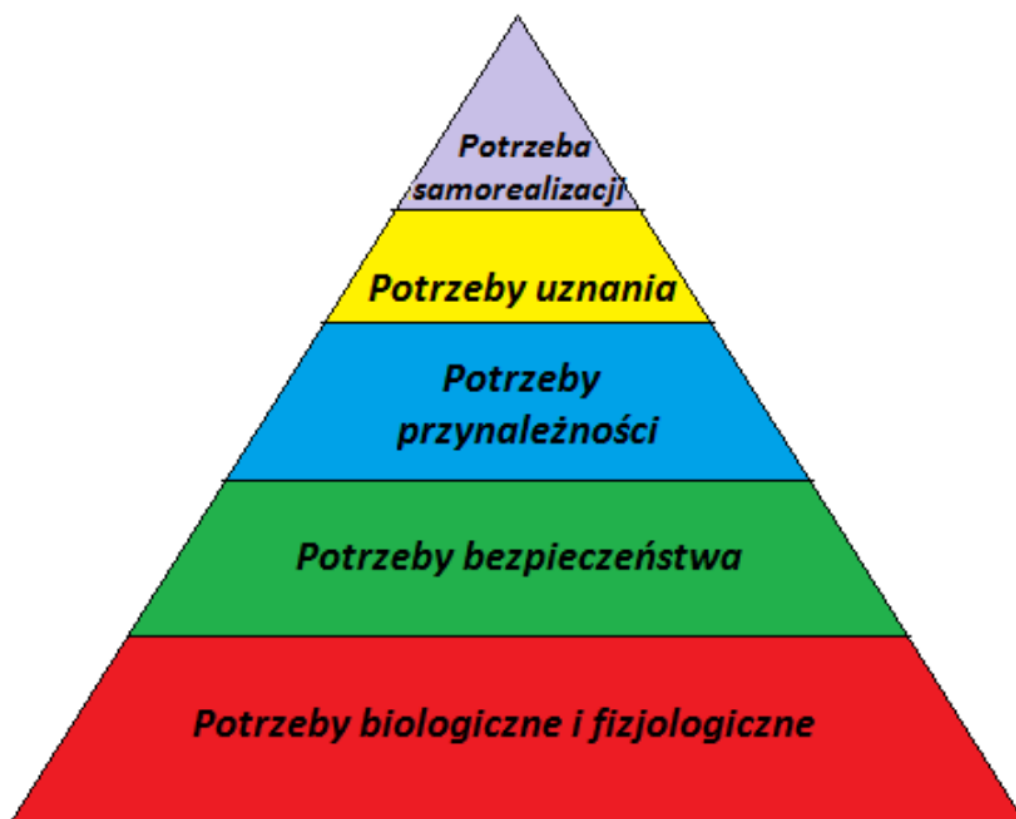 Potrzeba
samorealizacji
Potrzeby uznania
Potrzeby
przynależności
Potrzeby bezpieczeństwa
Potrzeby biologiczne i fizjologiczne